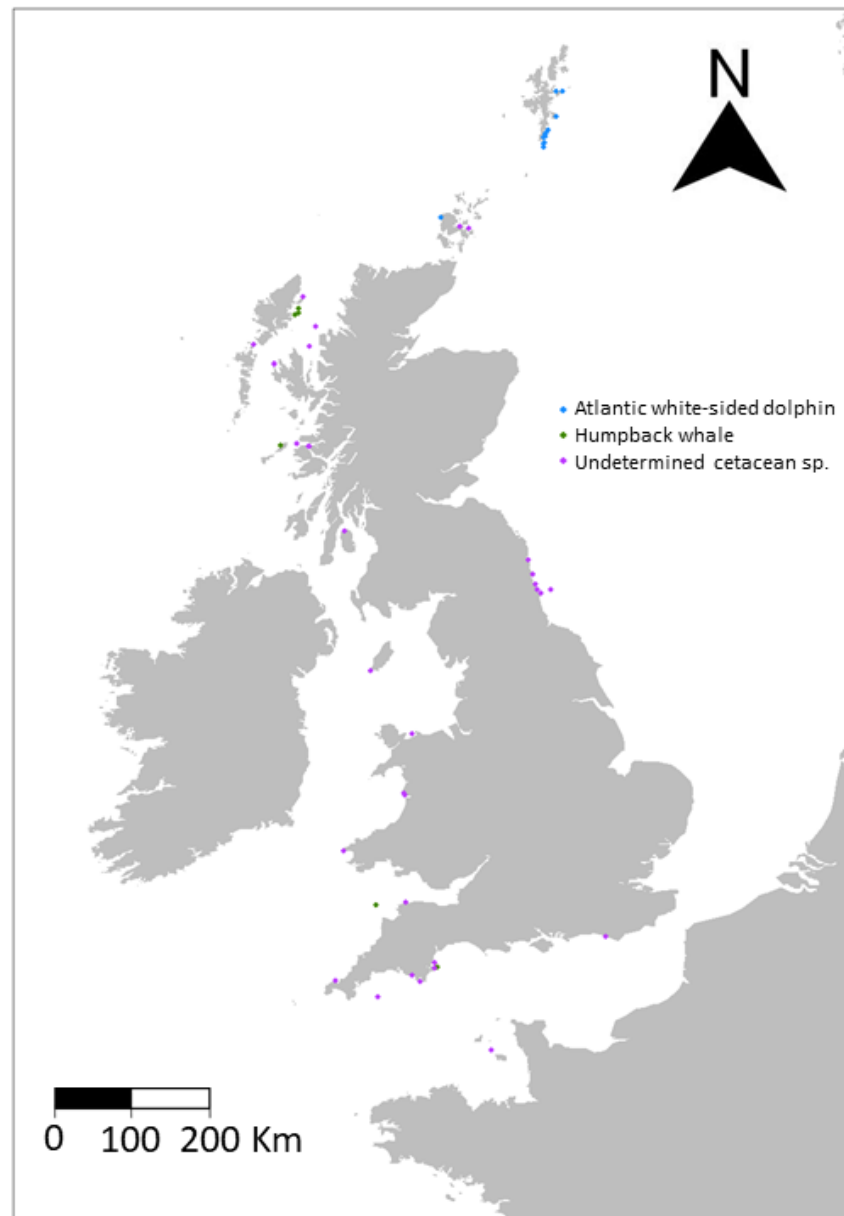 N
Atlantic white-sided dolphin
Humpback whale
Undetermined cetacean sp.
0 100 200 Km